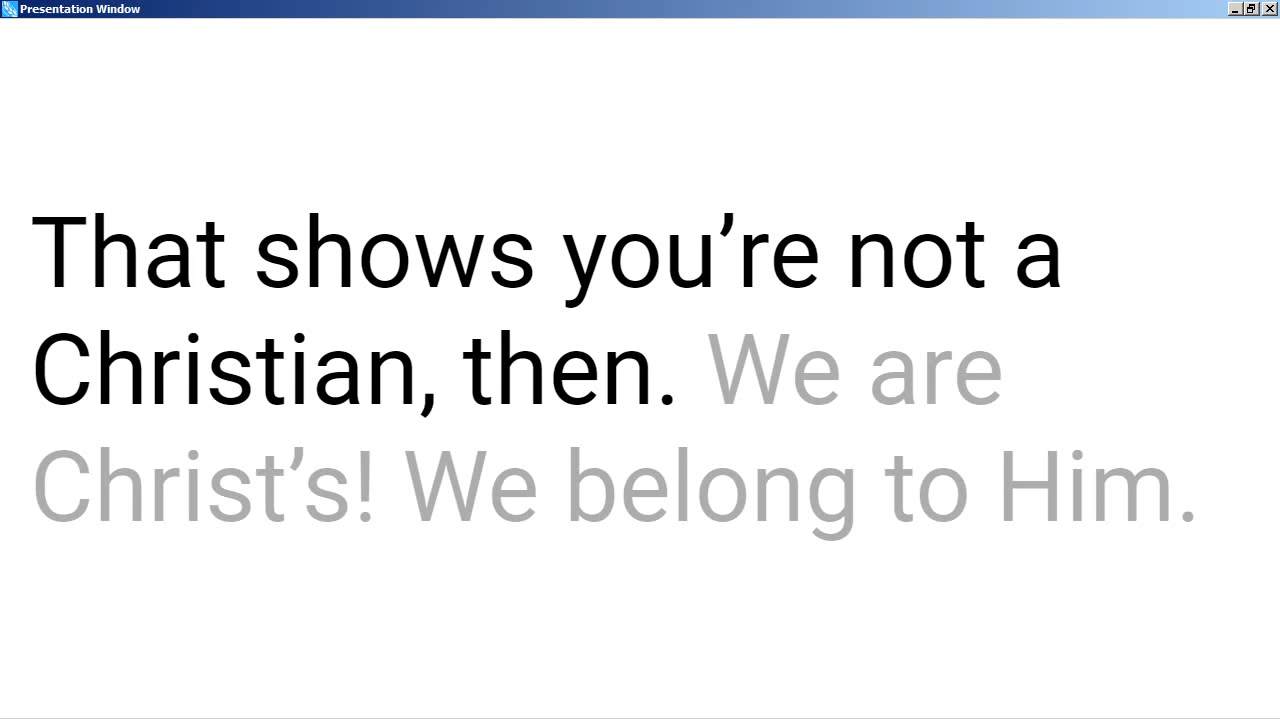 Presentation Window
That shows you’re not a
Christian, then. We are
Christ’s! We belong to Him.